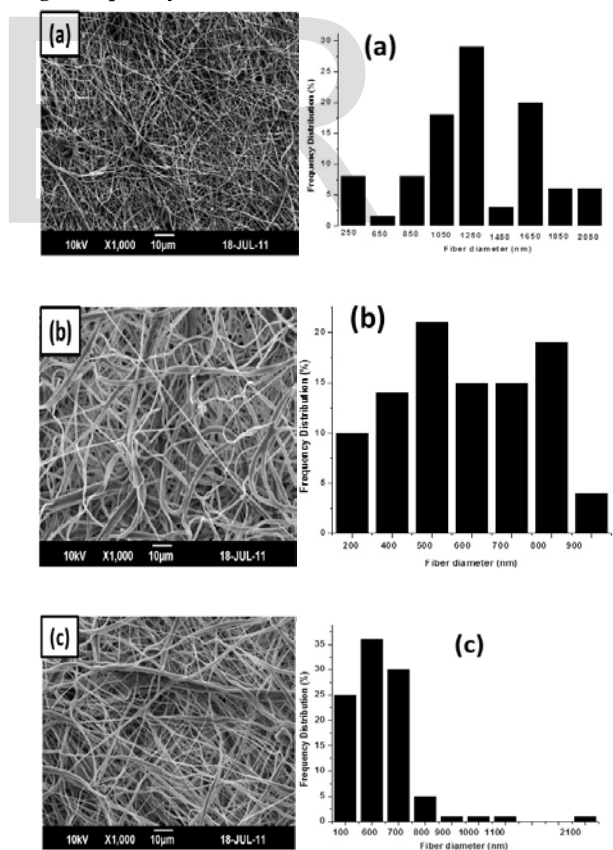 (a)
10kV X1,000 10µm 18-JUL-11
(a)
Frequency Distribution (%)
30
25
20
15
10
5
0
250 650 850 1050 1250 1450 1650 1850 2050
Fiber diameter (nm)
(b)
10kV X1,000 10µm 18-JUL-11
(b)
Frequency Distribution (%)
20
15
10
5
0
200 400 500 600 700 800 900
Fiber diameter (nm)
(c)
10kV X1,000 10µm 18-JUL-11
(c)
Frequency Distribution (%)
35
30
25
20
15
10
5
0
100 600 700 800 900 1000 1100 2100
Fiber diameter (nm)